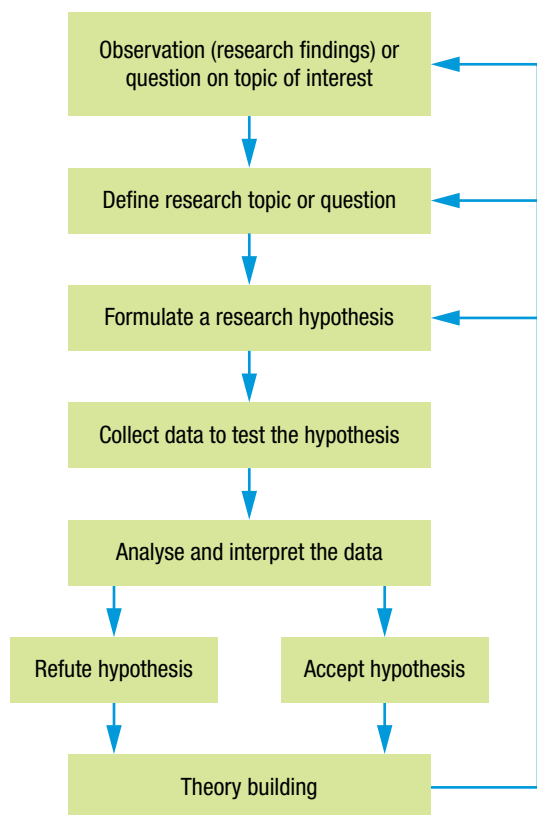 Observation (research findings) or
question on topic of interest
Define research topic or question
Formulate a research hypothesis
Collect data to test the hypothesis
Analyse and interpret the data
Refute hypothesis
Accept hypothesis
Theory building